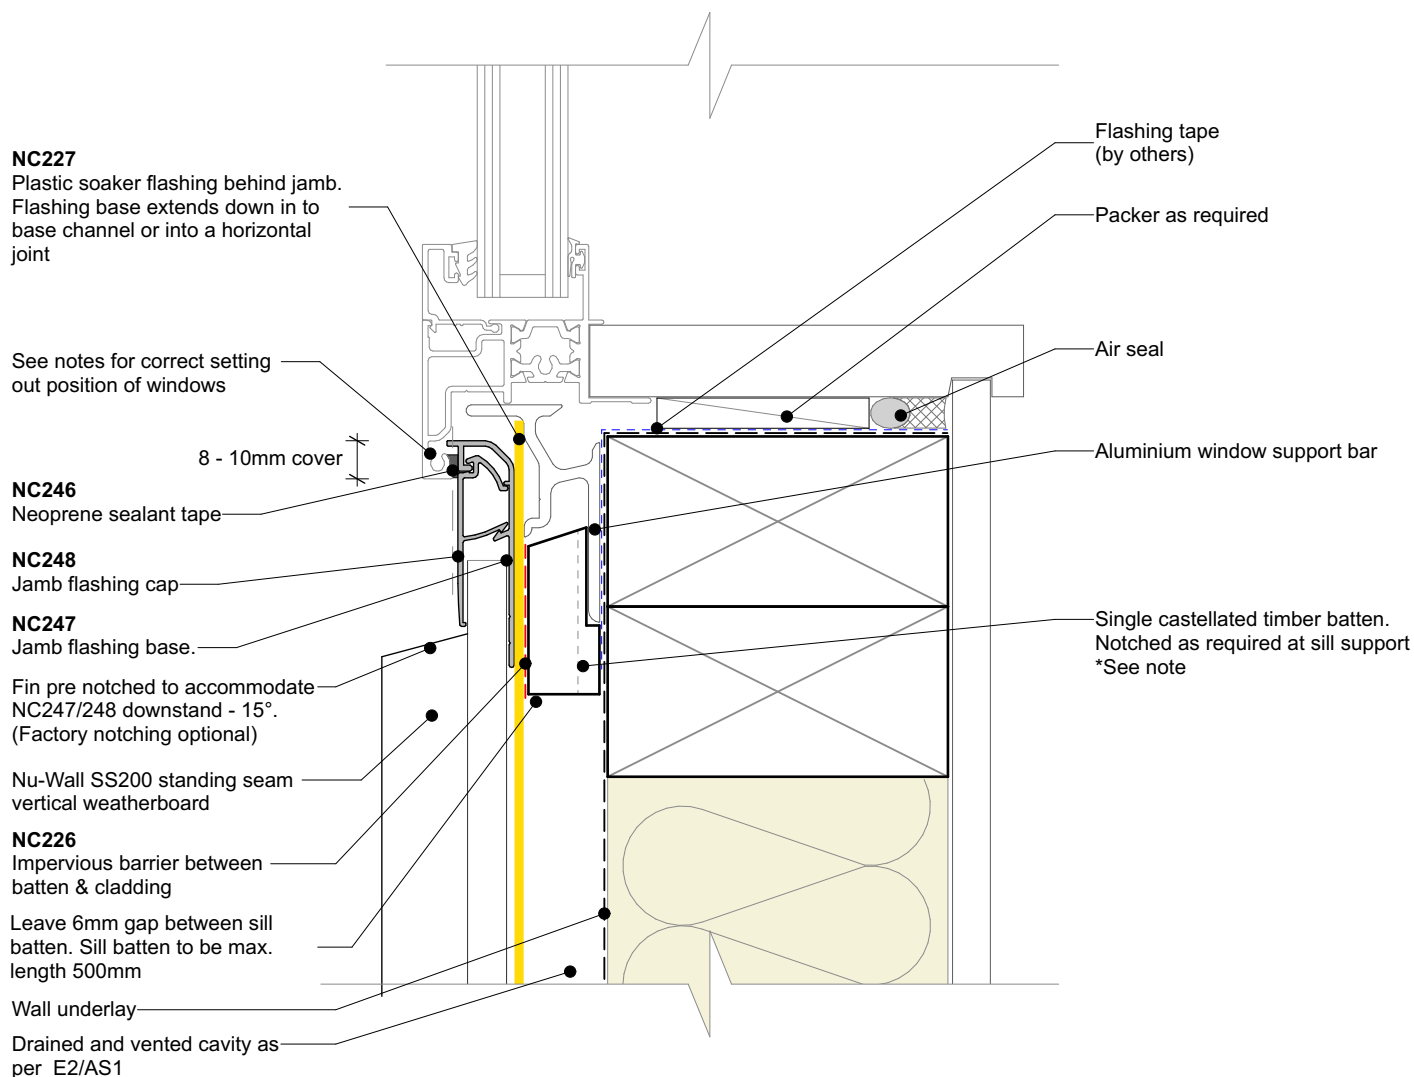 NC227
Plastic soaker flashing behind jamb.
Flashing base extends down in to
base channel or into a horizontal
joint
See notes for correct setting
out position of windows
8 - 10mm cover
NC246
Neoprene sealant tape
NC248
Jamb flashing cap
NC247
Jamb flashing base.
Fin pre notched to accommodate
NC247/248 downstand - 15°.
(Factory notching optional)
Nu-Wall SS200 standing seam
vertical weatherboard
NC226
Impervious barrier between
batten & cladding
Leave 6mm gap between sill
batten. Sill batten to be max.
length 500mm
Wall underlay
Drained and vented cavity as
per E2/AS1
Flashing tape
(by others)
Packer as required
Air seal
Aluminium window support bar
Single castellated timber batten.
Notched as required at sill support
*See note